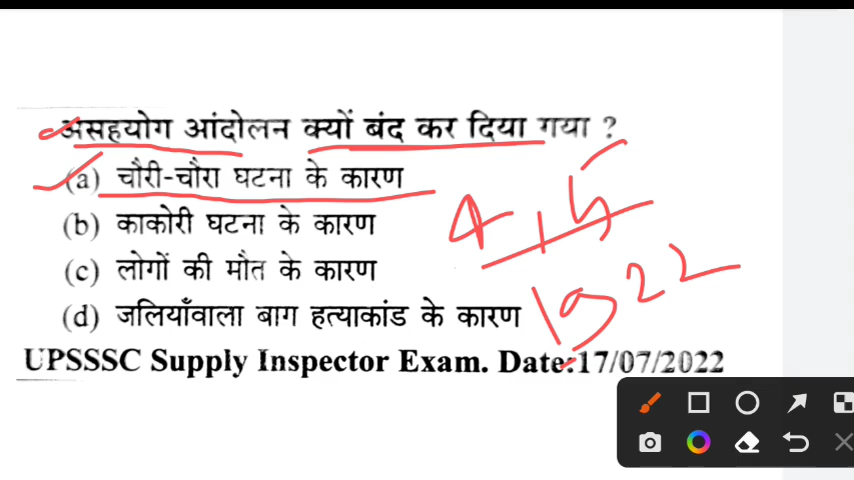 असहयोग आंदोलन क्यों बंद कर दिया गया ?
(a) चौरी-चौरा घटना के कारण
(b) काकोरी घटना के कारण
(c) लोगों की मौत के कारण
(d) जलियाँवाला बाग हत्याकांड के कारण
4, 5
1922
UPSSSC Supply Inspector Exam. Date:17/07/2022